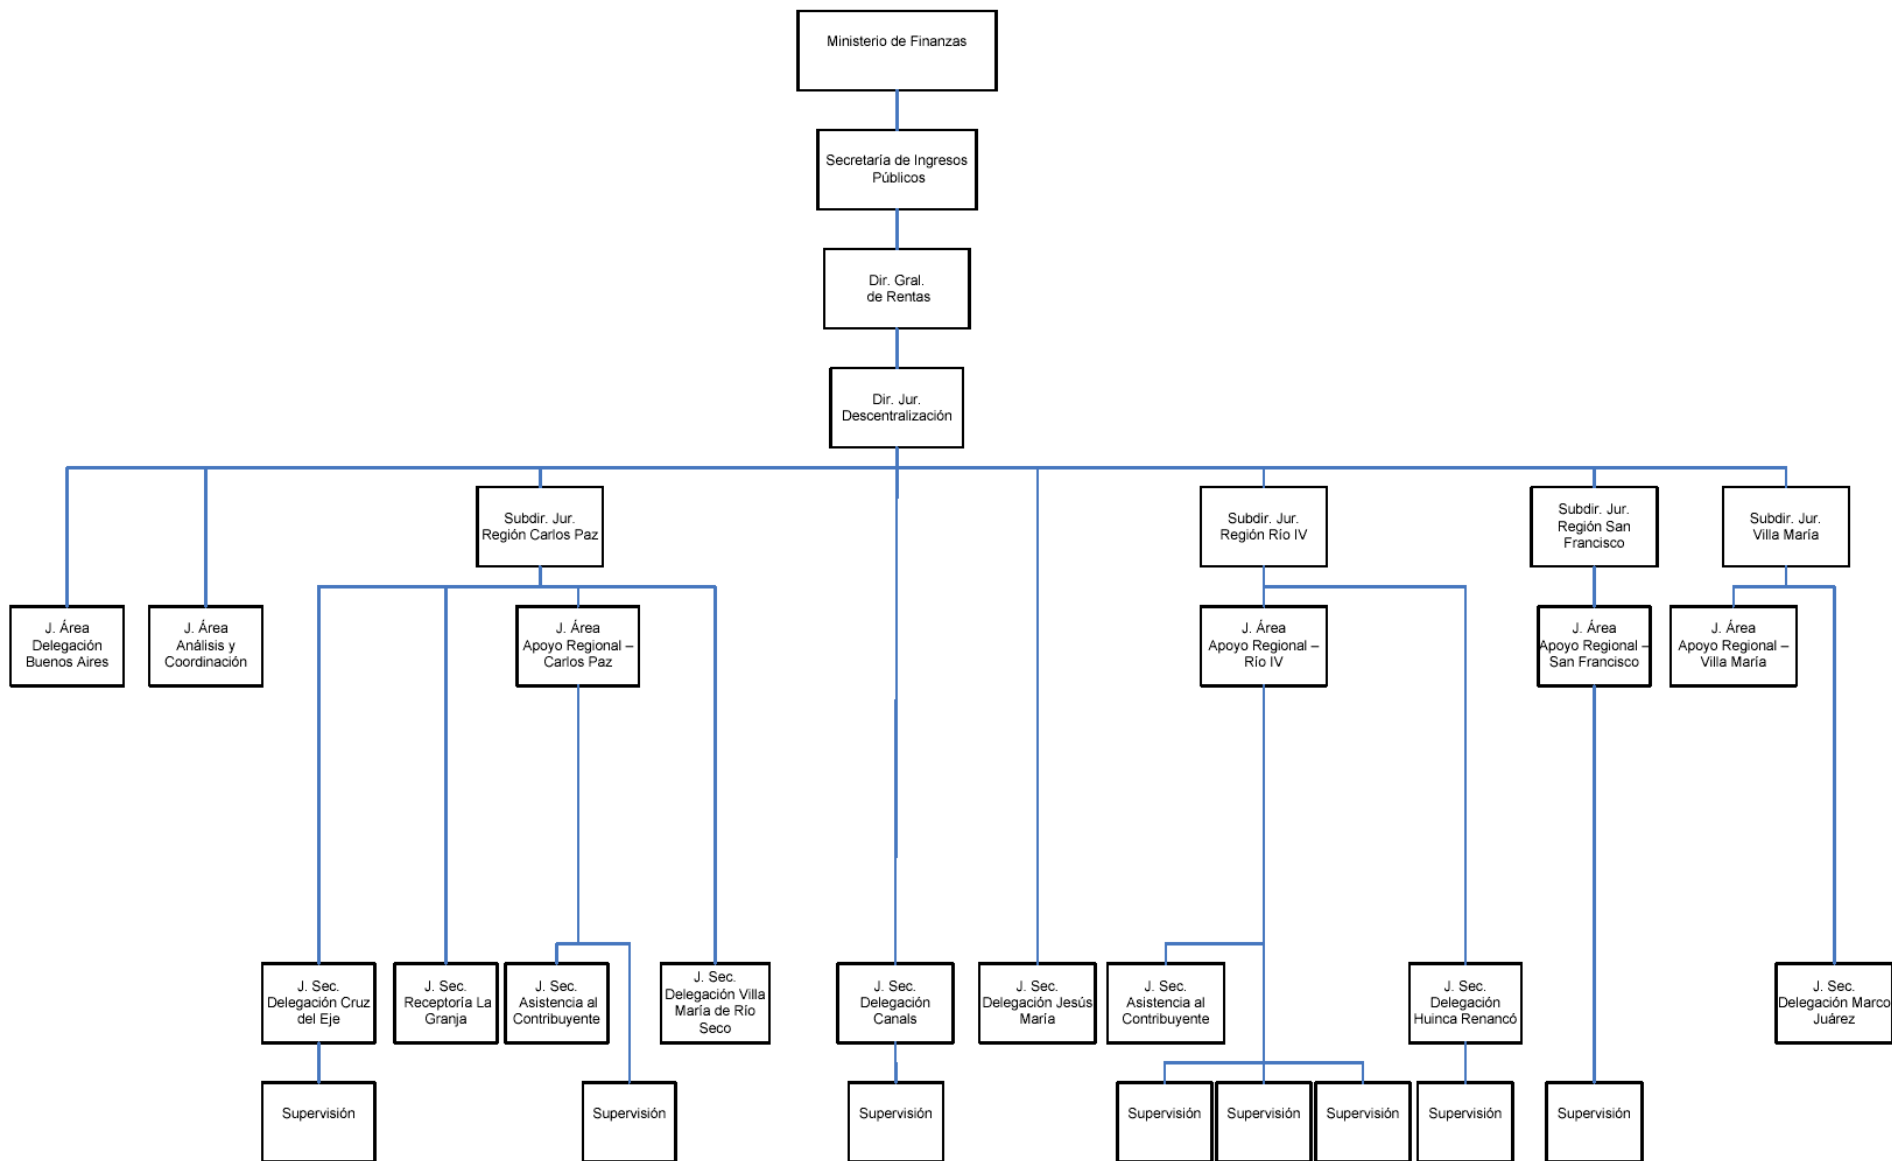 Ministerio de Finanzas
Secretaría de Ingresos
Públicos
Dir. Gral.
de Rentas
Dir. Jur.
Descentralización
Subdir. Jur.
Región Carlos Paz
Subdir. Jur.
Región Río IV
Subdir. Jur.
Región San
Francisco
Subdir. Jur.
Villa María
J. Área
Delegación
Buenos Aires
J. Área
Análisis y
Coordinación
J. Área
Apoyo Regional –
Carlos Paz
J. Área
Apoyo Regional –
Río IV
J. Área
Apoyo Regional –
San Francisco
J. Área
Apoyo Regional –
Villa María
J. Sec.
Delegación Cruz
del Eje
J. Sec.
Receptoría La
Granja
J. Sec.
Asistencia al
Contribuyente
J. Sec.
Delegación Villa
María de Río
Seco
J. Sec.
Delegación
Canals
J. Sec.
Delegación Jesús
María
J. Sec.
Asistencia al
Contribuyente
J. Sec.
Delegación
Huinca Renancó
J. Sec.
Delegación Marco
Juárez
Supervisión
Supervisión
Supervisión
Supervisión
Supervisión
Supervisión
Supervisión
Supervisión